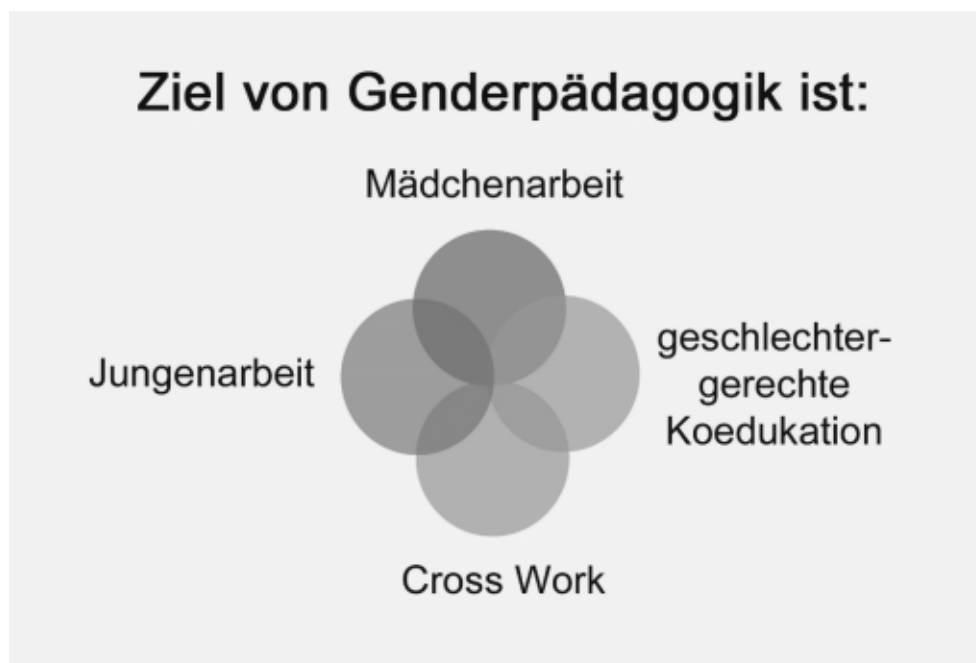 Ziel von Genderpädagogik ist:
Mädchenarbeit
Jungenarbeit
geschlechter-
gerechte
Koedukation
Cross Work